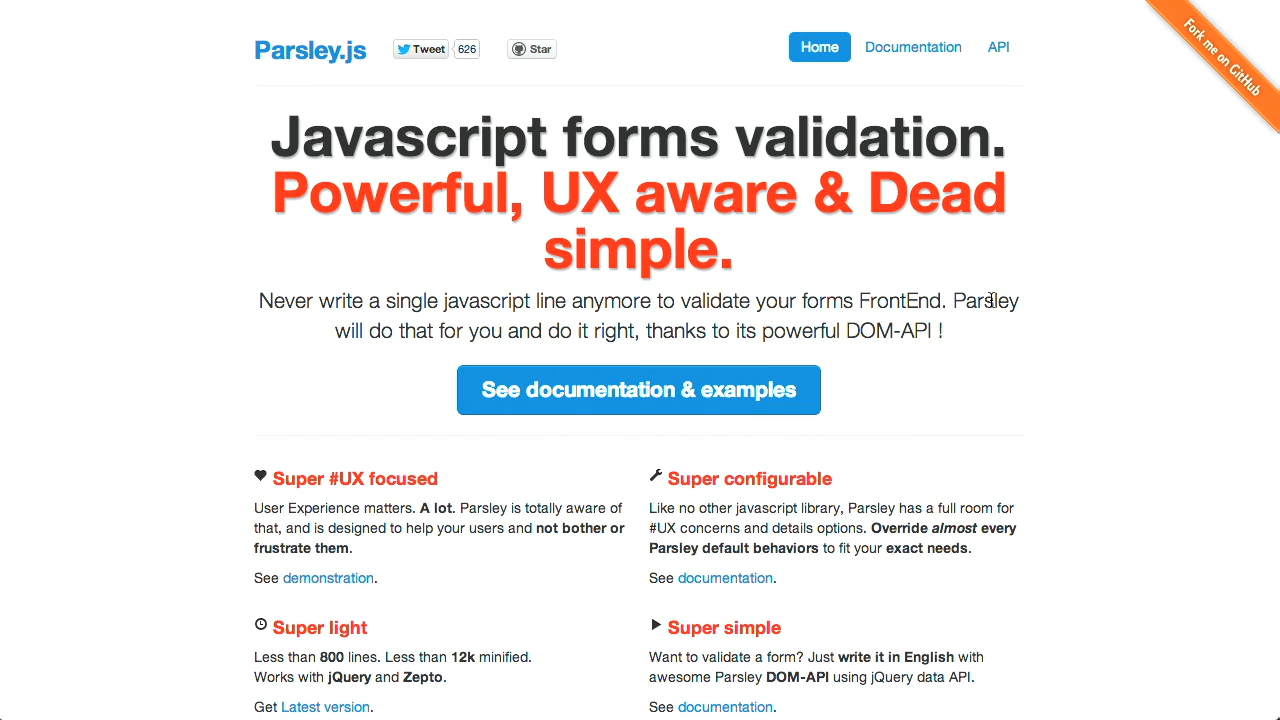 Parsley.js
Tweet
626
Star
Home
Documentation
API
Fork me on GitHub
Javascript forms validation.
Powerful, UX aware & Dead
simple.
Never write a single javascript line anymore to validate your forms FrontEnd. Parsley
will do that for you and do it right, thanks to its powerful DOM-API !
See documentation & examples
Super #UX focused
User Experience matters. A lot. Parsley is totally aware of
that, and is designed to help your users and not bother or
frustrate them.
See demonstration.
Super configurable
Like no other javascript library, Parsley has a full room for
#UX concerns and details options. Override almost every
Parsley default behaviors to fit your exact needs.
See documentation.
Super light
Less than 800 lines. Less than 12k minified.
Works with jQuery and Zepto.
Get Latest version.
Super simple
Want to validate a form? Just write it in English with
awesome Parsley DOM-API using jQuery data API.
See documentation.